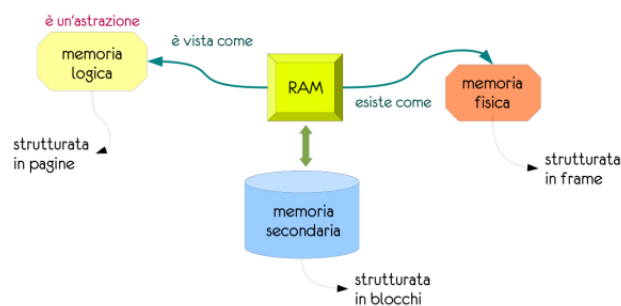 è un'astrazione
memoria
logica
è vista come
RAM
esiste come
memoria
fisica
strutturata
in pagine
strutturata
in frame
memoria
secondaria
strutturata
in blocchi